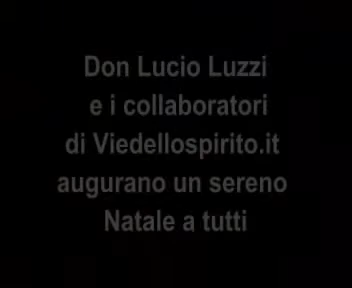 Don Lucio Luzzi
e i collaboratori
di Viedellospirito.it
augurano un sereno
Natale a tutti